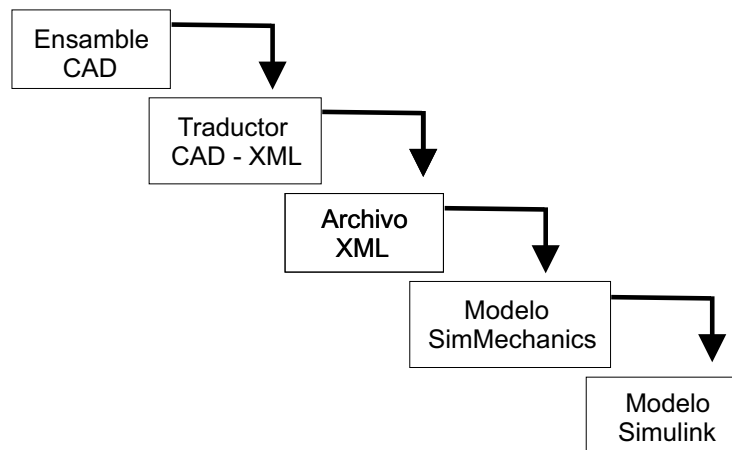 Ensamble
CAD
Traductor
CAD - XML
Archivo
XML
Modelo
SimMechanics
Modelo
Simulink